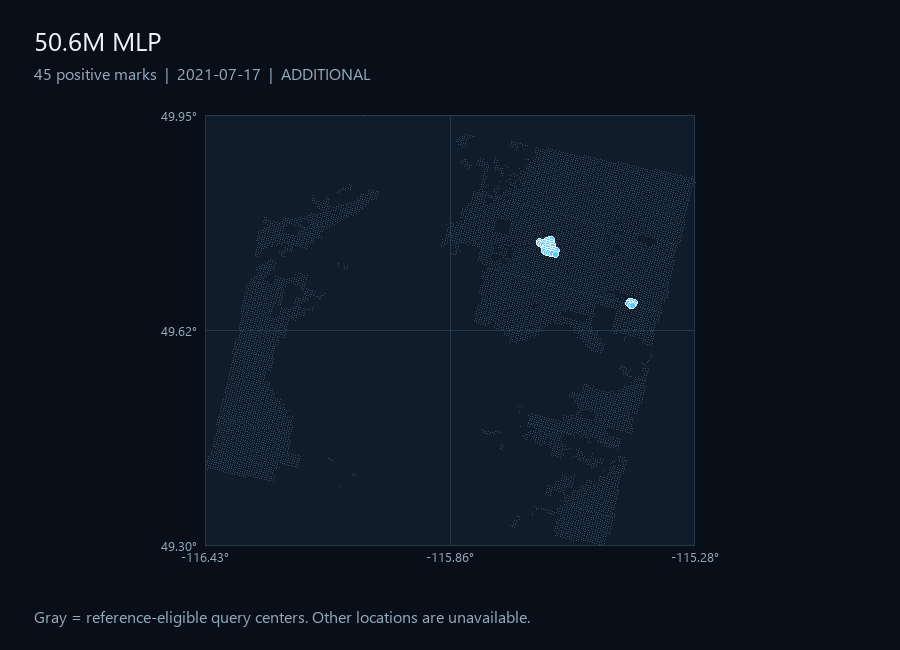 50.6M MLP
45 positive marks | 2021-07-17 | ADDITIONAL
49.95°
49.62°
49.30°
-116.43° -115.86° -115.28°
Gray = reference-eligible query centers. Other locations are unavailable.